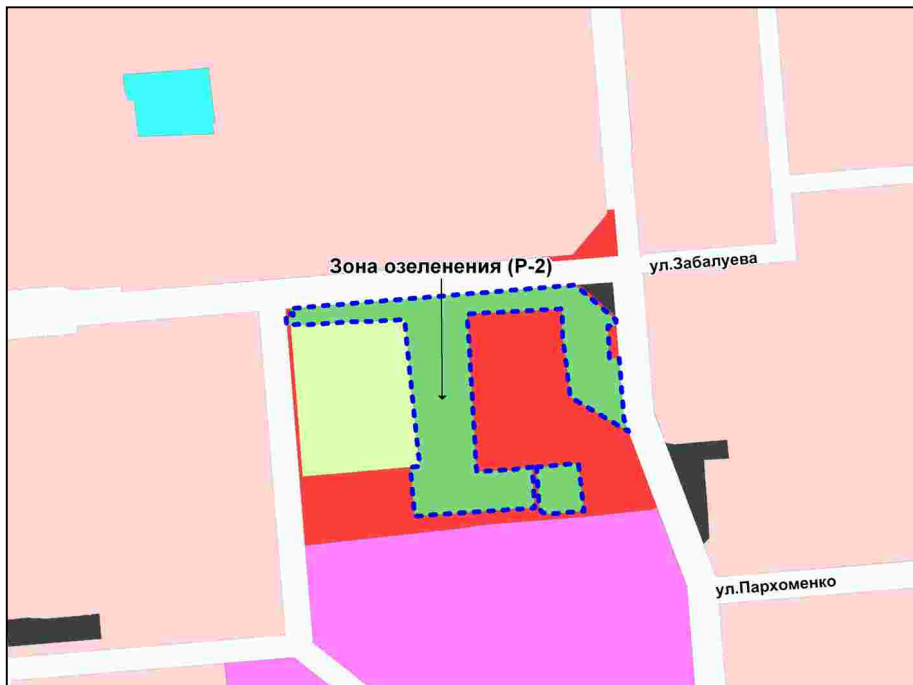 Зона озеленения (Р-2)
ул.Забалуева
ул.Пархоменко